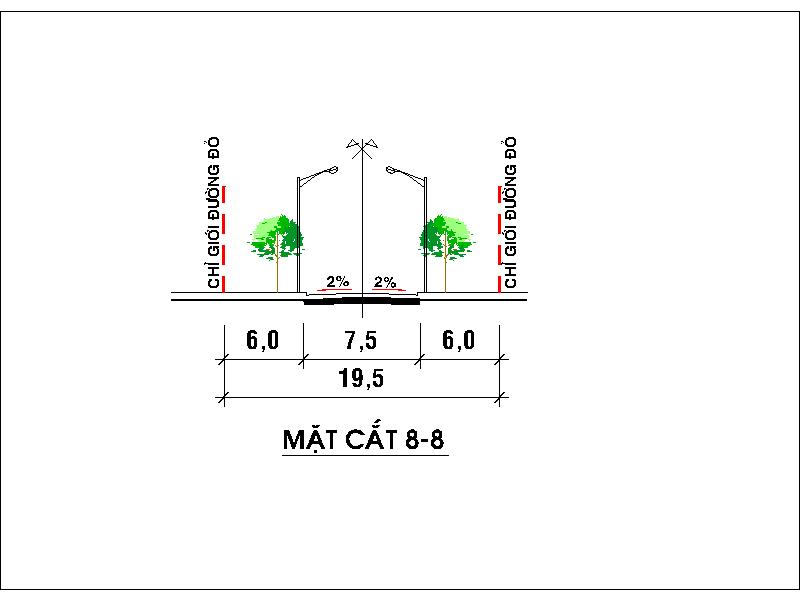 CHỈ GIỚI ĐƯỜNG ĐỎ
CHỈ GIỚI ĐƯỜNG ĐỎ
2% 2%
6,0 7,5 6,0
19,5
MẶT CẮT 8-8